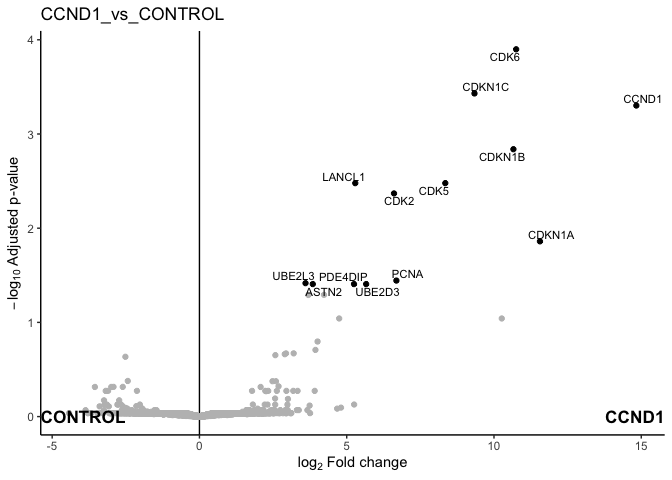 CCND1_vs_CONTROL
4
3
2
1
0
−log10 Adjusted p-value
CDK6
CDKN1C
CCND1
CDKN1B
LANCL1
CDK5
CDK2
CDKN1A
UBE2L3
PDE4DIP
PCNA
ASTN2
UBE2D3
CONTROL
CCND1
-5
0
5
10
15
log2 Fold change